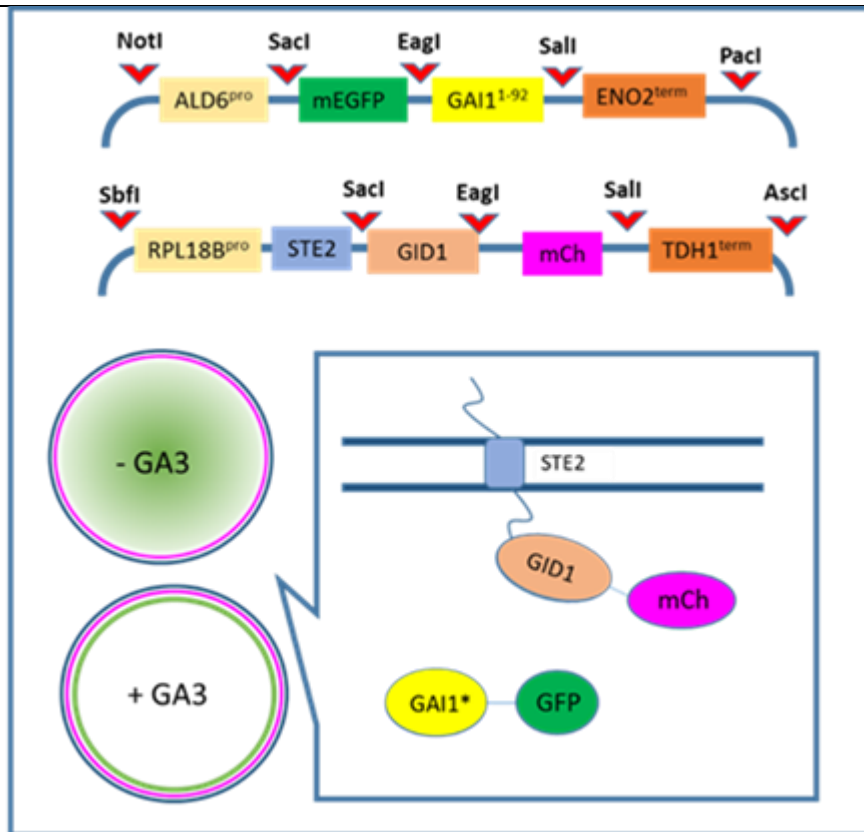 NotI SacI EagI SalI PacI
ALD6pro mEGFP GAI11-92 ENO2term
SbfI SacI EagI SalI AscI
RPL18Bpro STE2 GID1 mCh TDH1term
- GA3
STE2
GID1
mCh
+ GA3
GAI1* GFP